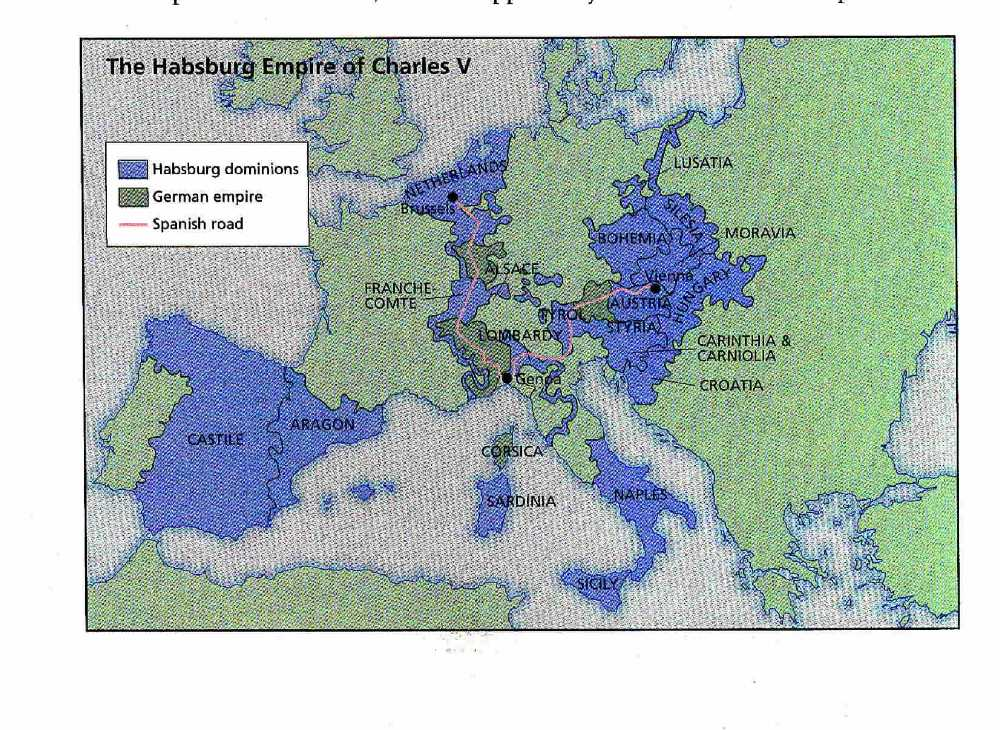 The Habsburg Empire of Charles V
Habsburg dominions
German empire
Spanish road
NETHERLANDS
Brussels
LUSATIA
SILESIA
BOHEMIA
MORAVIA
ALSACE
Vienna
FRANCHE-
COMTE
AUSTRIA
HUNGARY
TYROL
STYRIA
LOMBARDY
CARINTHIA &
CARNIOLA
Genoa
CROATIA
ARAGON
CASTILE
CORSICA
SARDINIA
NAPLES
SICILY